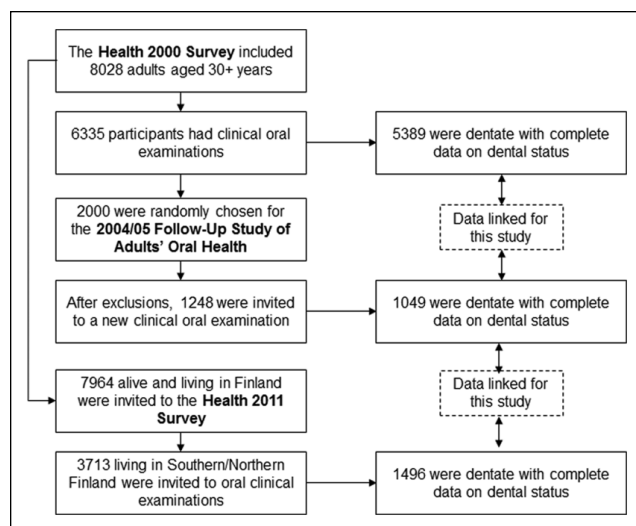 The Health 2000 Survey included
8028 adults aged 30+ years
6335 participants had clinical oral
examinations
5389 were dentate with complete
data on dental status
2000 were randomly chosen for
the 2004/05 Follow-Up Study of
Adults' Oral Health
Data linked for
this study
After exclusions, 1248 were invited
to a new clinical oral examination
1049 were dentate with complete
data on dental status
7964 alive and living in Finland
were invited to the Health 2011
Survey
Data linked for
this study
3713 living in Southern/Northern
Finland were invited to oral clinical
examinations
1496 were dentate with complete
data on dental status